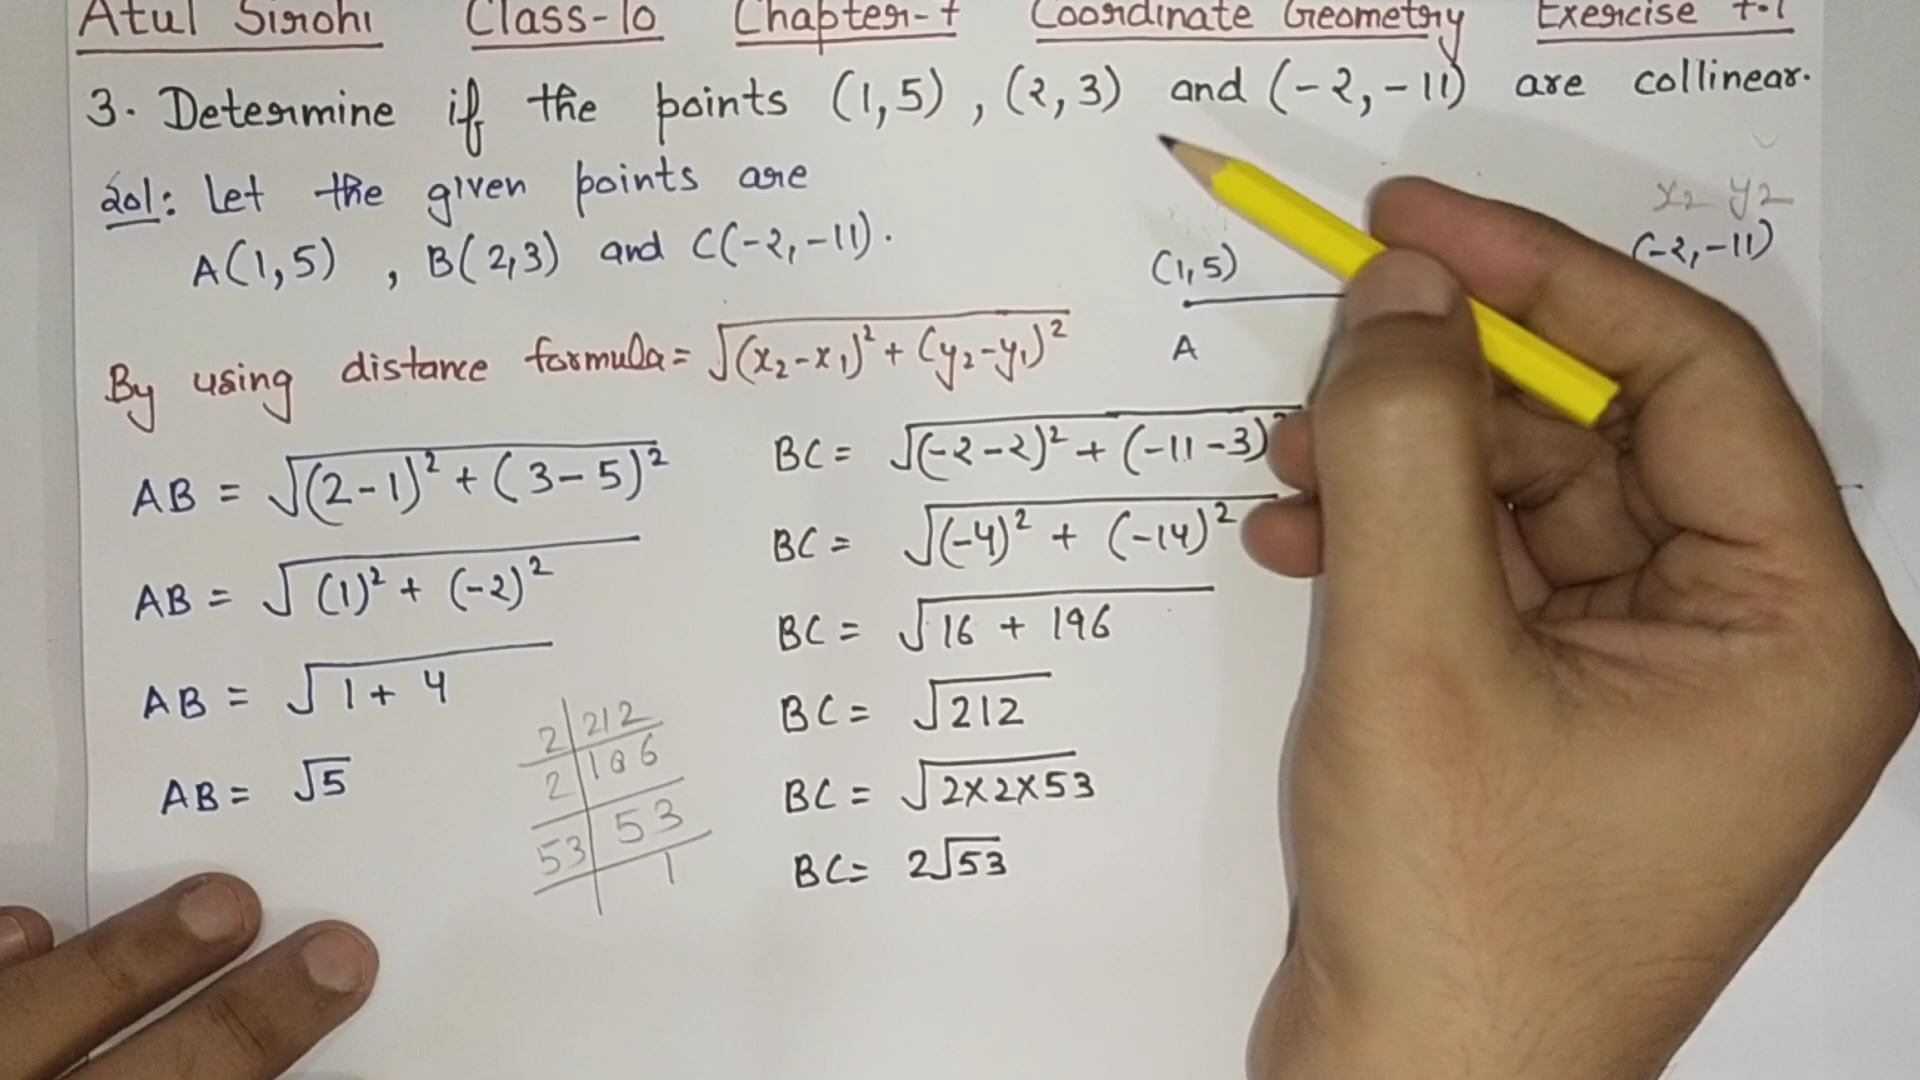 Atul Sirohi Class-10 Chapter-7 Coordinate Geometry Exercise 7.1
3. Determine if the points (1,5), (2,3) and (-2,-11) are collinear.
Sol: Let the given points are
A(1,5), B(2,3) and C(-2,-11).
x₂ y₂
(1,5) (-2,-11)
A
By using distance formula = √(x₂-x₁)² + (y₂-y₁)²
AB = √(2-1)² + (3-5)²
AB = √(1)² + (-2)²
AB = √1+4
AB = √5
2|212
2|106
53|53
1
BC = √(-2-2)² + (-11-3)²
BC = √(-4)² + (-14)²
BC = √16 + 196
BC = √212
BC = √2×2×53
BC = 2√53